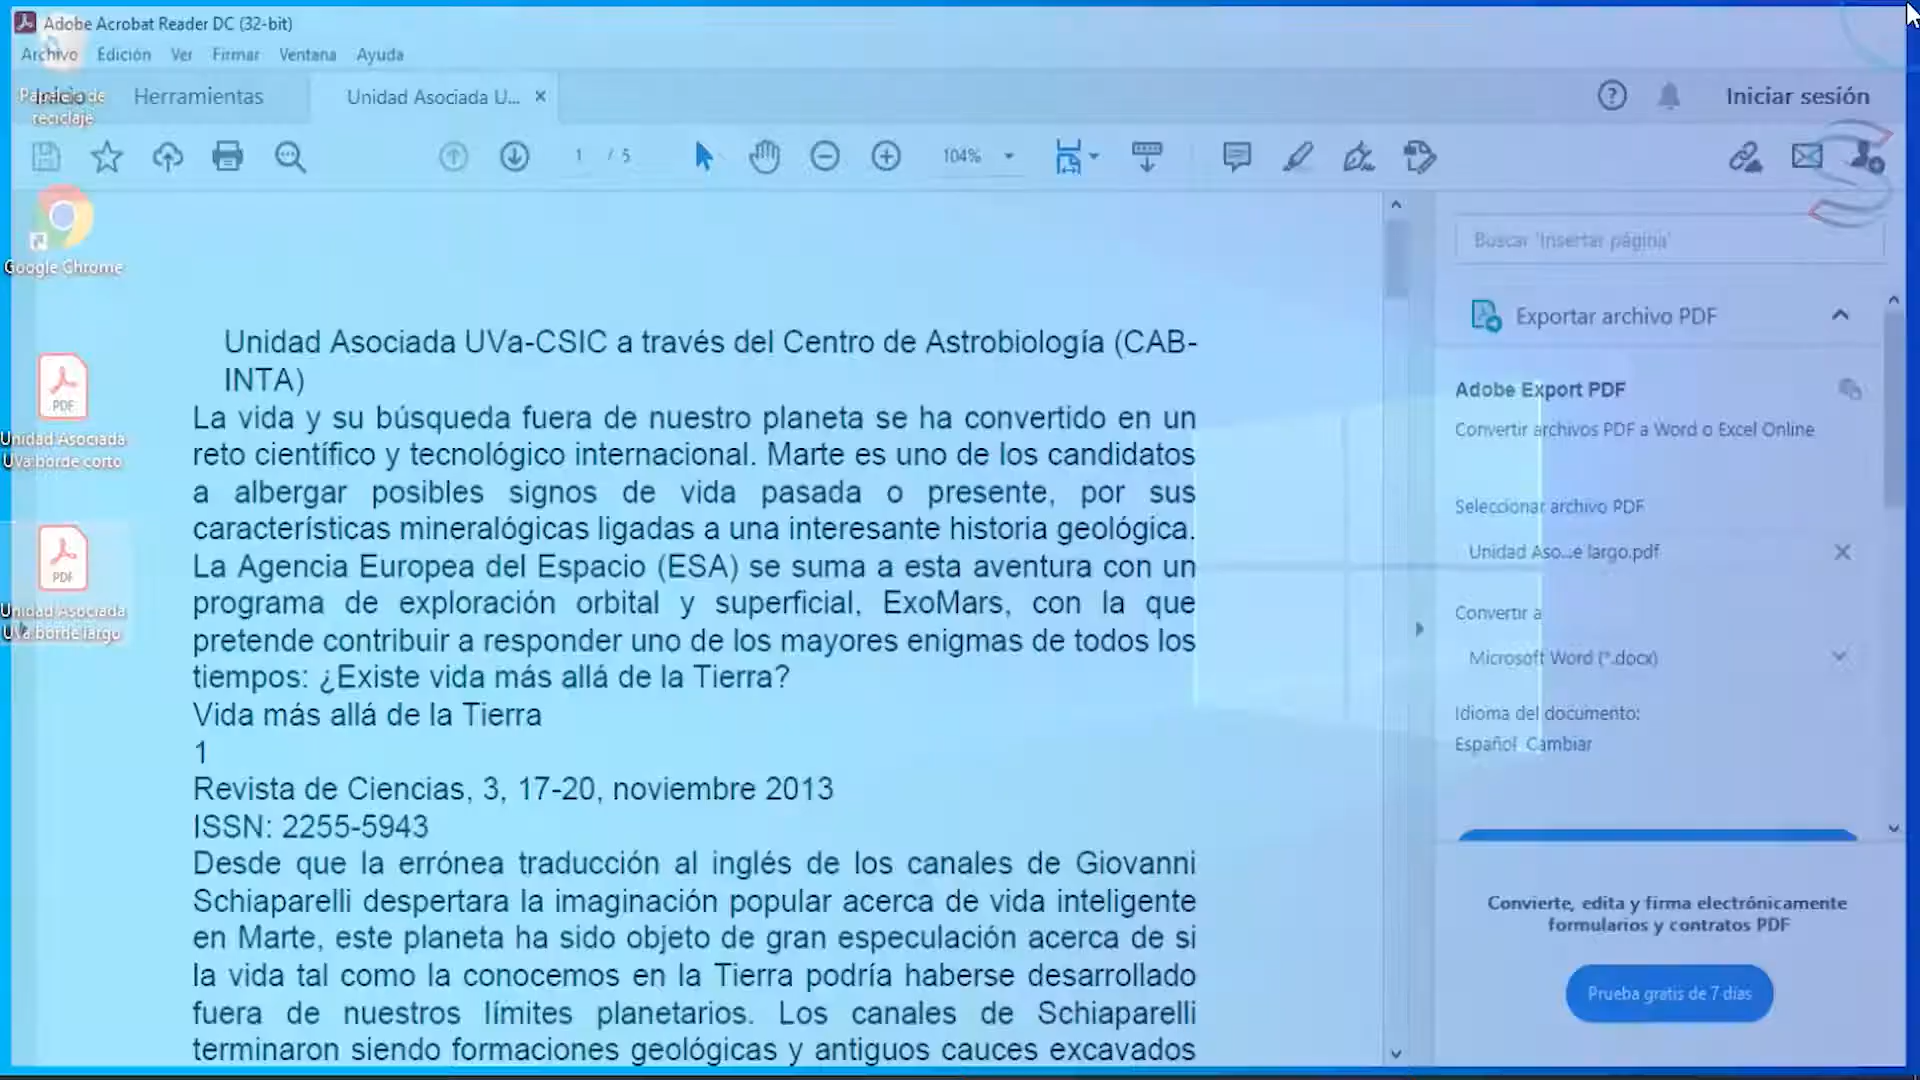 Adobe Acrobat Reader DC (32-bit)
Archivo Edición Ver Firmar Ventana Ayuda
Inicio Herramientas Unidad Asociada U... × Iniciar sesión
Papelera de
reciclaje
1 / 5 104%
Google Chrome
Unidad Asociada
UVa borde corto
Unidad Asociada
UVa borde largo
Unidad Asociada UVa-CSIC a través del Centro de Astrobiología (CAB-
INTA)
La vida y su búsqueda fuera de nuestro planeta se ha convertido en un
reto científico y tecnológico internacional. Marte es uno de los candidatos
a albergar posibles signos de vida pasada o presente, por sus
características mineralógicas ligadas a una interesante historia geológica.
La Agencia Europea del Espacio (ESA) se suma a esta aventura con un
programa de exploración orbital y superficial, ExoMars, con la que
pretende contribuir a responder uno de los mayores enigmas de todos los
tiempos: ¿Existe vida más allá de la Tierra?
Vida más allá de la Tierra
1
Revista de Ciencias, 3, 17-20, noviembre 2013
ISSN: 2255-5943
Desde que la errónea traducción al inglés de los canales de Giovanni
Schiaparelli despertara la imaginación popular acerca de vida inteligente
en Marte, este planeta ha sido objeto de gran especulación acerca de si
la vida tal como la conocemos en la Tierra podría haberse desarrollado
fuera de nuestros límites planetarios. Los canales de Schiaparelli
terminaron siendo formaciones geológicas y antiguos cauces excavados
Buscar 'Insertar página'
Exportar archivo PDF
Adobe Export PDF
Convertir archivos PDF a Word o Excel Online
Seleccionar archivo PDF
Unidad Aso...e largo.pdf
Convertir a
Microsoft Word (*.docx)
Idioma del documento:
Español Cambiar
Convierte, edita y firma electrónicamente
formularios y contratos PDF
Prueba gratis de 7 días